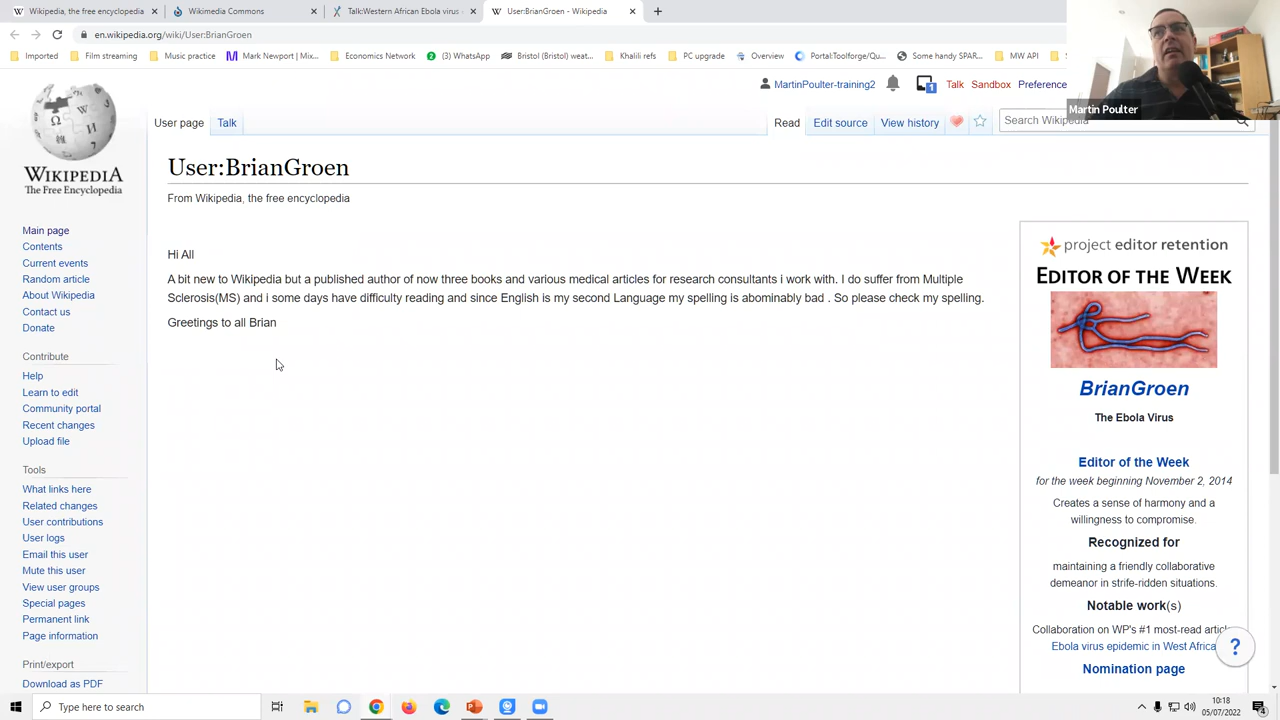 Wikipedia, the free encyclopedia
Wikimedia Commons
Talk:Western African Ebola virus
User:BrianGroen - Wikipedia
en.wikipedia.org/wiki/User:BrianGroen
Imported Film streaming Music practice Mark Newport | Mix... Economics Network (3) WhatsApp Bristol (Bristol) weat... Khalili refs PC upgrade Overview Portal:Toolforge/Qu... Some handy SPAR... MW API
Martin Poulter
MartinPoulter-training2 1 Talk Sandbox Preference
User page Talk Read Edit source View history Search Wikipedia
WIKIPEDIA
The Free Encyclopedia
Main page
Contents
Current events
Random article
About Wikipedia
Contact us
Donate
Contribute
Help
Learn to edit
Community portal
Recent changes
Upload file
Tools
What links here
Related changes
User contributions
User logs
Email this user
Mute this user
View user groups
Special pages
Permanent link
Page information
Print/export
Download as PDF
User:BrianGroen
From Wikipedia, the free encyclopedia
Hi All
A bit new to Wikipedia but a published author of now three books and various medical articles for research consultants i work with. I do suffer from Multiple
Sclerosis(MS) and i some days have difficulty reading and since English is my second Language my spelling is abominably bad . So please check my spelling.
Greetings to all Brian
project editor retention
EDITOR OF THE WEEK
BrianGroen
The Ebola Virus
Editor of the Week
for the week beginning November 2, 2014
Creates a sense of harmony and a
willingness to compromise.
Recognized for
maintaining a friendly collaborative
demeanor in strife-ridden situations.
Notable work(s)
Collaboration on WP's #1 most-read
Ebola virus epidemic in West Africa
Nomination page
?
Type here to search
10:18
05/07/2022
4